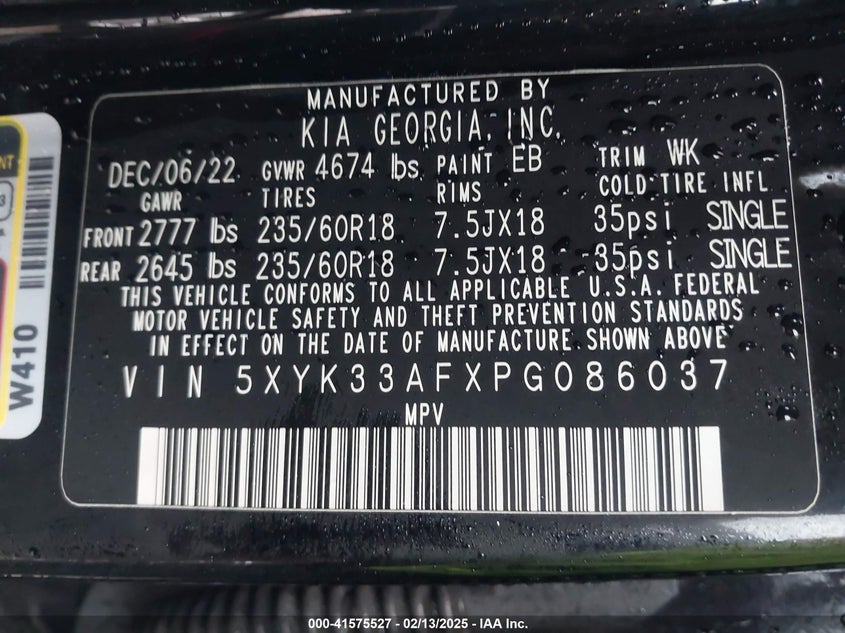 MANUFACTURED BY
KIA GEORGIA, INC.
DEC/06/22 GVWR 4674 lbs PAINT EB TRIM WK
GAWR TIRES RIMS COLD TIRE INFL
FRONT 2777 lbs 235/60R18 7.5JX18 35psi SINGLE
REAR 2645 lbs 235/60R18 7.5JX18 35psi SINGLE
THIS VEHICLE CONFORMS TO ALL APPLICABLE U.S.A. FEDERAL
MOTOR VEHICLE SAFETY AND THEFT PREVENTION STANDARDS
IN EFFECT ON THE DATE OF MANUFACTURE SHOWN ABOVE
VIN 5XYK33AFXPG086037
MPV
W410
000-41575527 - 02/13/2025 - IAA Inc.